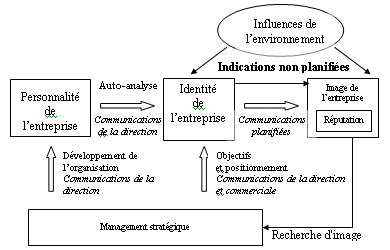 Influences de
l'environnement
Indications non planifiées
Personnalité
de
l'entreprise
Auto-analyse
Communications
de la direction
Identité
de
l'entreprise
Communications
planifiées
Image de
l'entreprise
Réputation
Développement de
l'organisation
Communications de la
direction
Objectifs
et positionnement
Communications de la direction
et commerciale
Management stratégique
Recherche d'image